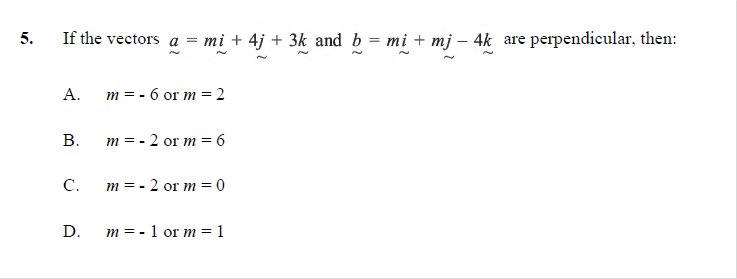 5. If the vectors a = mi + 4j + 3k and b = mi + mj – 4k are perpendicular, then:
A. m = - 6 or m = 2
B. m = - 2 or m = 6
C. m = - 2 or m = 0
D. m = - 1 or m = 1